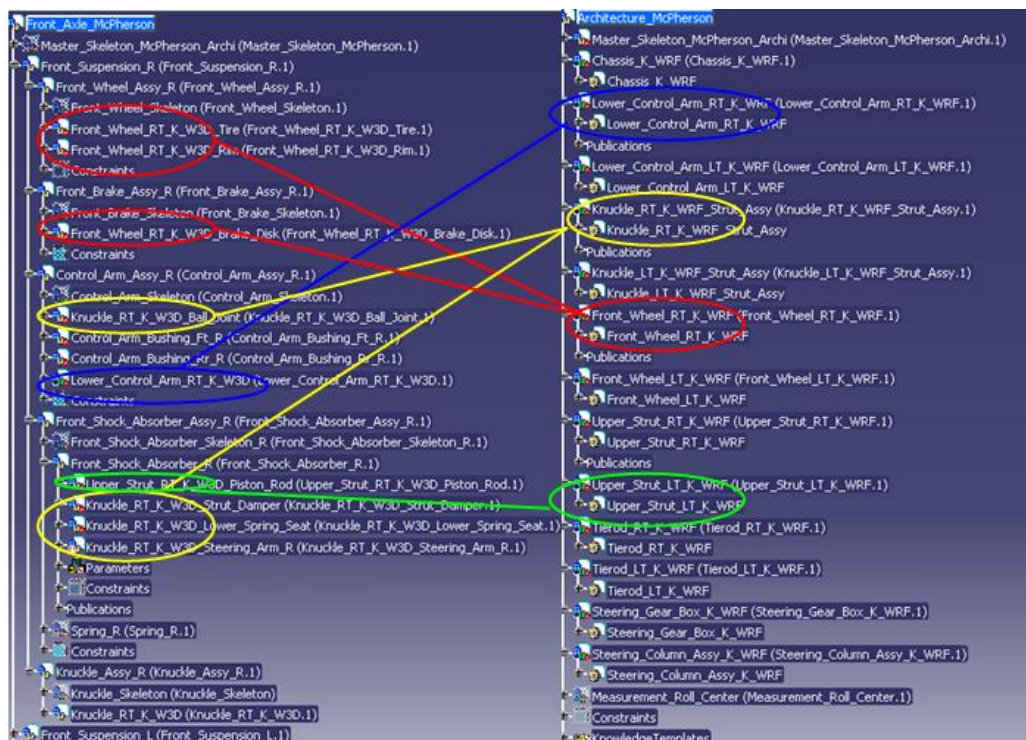 Front_Axle_McPherson
Master_Skeleton_McPherson_Archi (Master_Skeleton_McPherson.1)
Front_Suspension_R (Front_Suspension_R.1)
Front_Wheel_Assy_R (Front_Wheel_Assy_R.1)
Front_Wheel_Skeleton (Front_Wheel_Skeleton.1)
Front_Wheel_RT_K_W3D_Tire (Front_Wheel_RT_K_W3D_Tire.1)
Front_Wheel_RT_K_W3D_Rim (Front_Wheel_RT_K_W3D_Rim.1)
Constraints
Front_Brake_Assy_R (Front_Brake_Assy_R.1)
Front_Brake_Skeleton (Front_Brake_Skeleton.1)
Front_Wheel_RT_K_W3D_Brake_Disk (Front_Wheel_RT_K_W3D_Brake_Disk.1)
Constraints
Control_Arm_Assy_R (Control_Arm_Assy_R.1)
Control_Arm_Skeleton (Control_Arm_Skeleton.1)
Knuckle_RT_K_W3D_Ball_Joint (Knuckle_RT_K_W3D_Ball_Joint.1)
Control_Arm_Bushing_Ft_R (Control_Arm_Bushing_Ft_R.1)
Control_Arm_Bushing_Rr_R (Control_Arm_Bushing_Rr_R.1)
Lower_Control_Arm_RT_K_W3D (Lower_Control_Arm_RT_K_W3D.1)
Constraints
Front_Shock_Absorber_Assy_R (Front_Shock_Absorber_Assy_R.1)
Front_Shock_Absorber_Skeleton_R (Front_Shock_Absorber_Skeleton_R.1)
Front_Shock_Absorber_R (Front_Shock_Absorber_R.1)
Upper_Strut_RT_K_W3D_Piston_Rod (Upper_Strut_RT_K_W3D_Piston_Rod.1)
Knuckle_RT_K_W3D_Strut_Damper (Knuckle_RT_K_W3D_Strut_Damper.1)
Knuckle_RT_K_W3D_Lower_Spring_Seat (Knuckle_RT_K_W3D_Lower_Spring_Seat.1)
Knuckle_RT_K_W3D_Steering_Arm_R (Knuckle_RT_K_W3D_Steering_Arm_R.1)
Parameters
Constraints
Publications
Spring_R (Spring_R.1)
Constraints
Knuckle_Assy_R (Knuckle_Assy_R.1)
Knuckle_Skeleton (Knuckle_Skeleton)
Knuckle_RT_K_W3D (Knuckle_RT_K_W3D.1)
Front_Suspension_L (Front_Suspension_L.1)
Architecture_McPherson
Master_Skeleton_McPherson_Archi (Master_Skeleton_McPherson_Archi.1)
Chassis_K_WRF (Chassis_K_WRF.1)
Chassis_K_WRF
Lower_Control_Arm_RT_K_WRF (Lower_Control_Arm_RT_K_WRF.1)
Lower_Control_Arm_RT_K_WRF
Publications
Lower_Control_Arm_LT_K_WRF (Lower_Control_Arm_LT_K_WRF.1)
Lower_Control_Arm_LT_K_WRF
Knuckle_RT_K_WRF_Strut_Assy (Knuckle_RT_K_WRF_Strut_Assy.1)
Knuckle_RT_K_WRF_Strut_Assy
Publications
Knuckle_LT_K_WRF_Strut_Assy (Knuckle_LT_K_WRF_Strut_Assy.1)
Knuckle_LT_K_WRF_Strut_Assy
Front_Wheel_RT_K_WRF (Front_Wheel_RT_K_WRF.1)
Front_Wheel_RT_K_WRF
Publications
Front_Wheel_LT_K_WRF (Front_Wheel_LT_K_WRF.1)
Front_Wheel_LT_K_WRF
Upper_Strut_RT_K_WRF (Upper_Strut_RT_K_WRF.1)
Upper_Strut_RT_K_WRF
Publications
Upper_Strut_LT_K_WRF (Upper_Strut_LT_K_WRF.1)
Upper_Strut_LT_K_WRF
Tierod_RT_K_WRF (Tierod_RT_K_WRF.1)
Tierod_RT_K_WRF
Tierod_LT_K_WRF (Tierod_LT_K_WRF.1)
Tierod_LT_K_WRF
Steering_Gear_Box_K_WRF (Steering_Gear_Box_K_WRF.1)
Steering_Gear_Box_K_WRF
Steering_Column_Assy_K_WRF (Steering_Column_Assy_K_WRF.1)
Steering_Column_Assy_K_WRF
Measurement_Roll_Center (Measurement_Roll_Center.1)
Constraints
KnowledgeTemplates